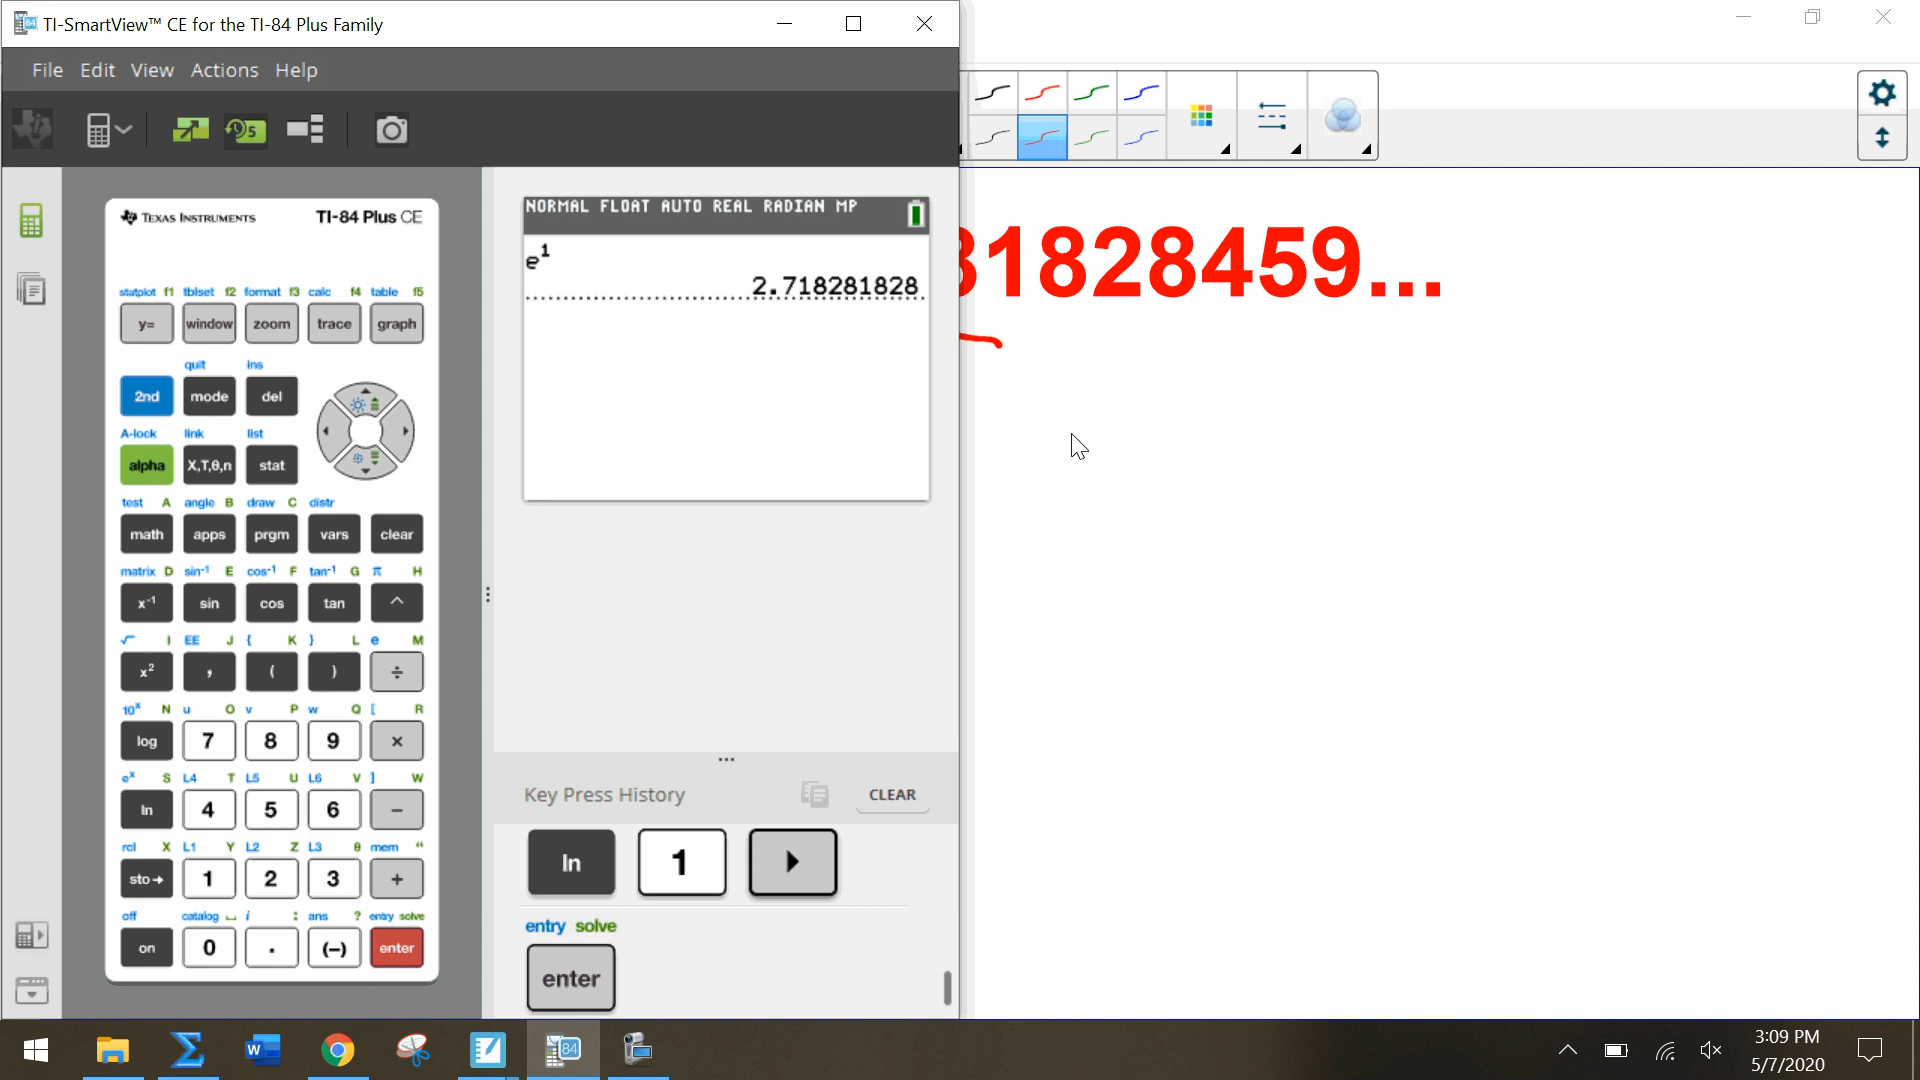 TI-SmartView™ CE for the TI-84 Plus Family
File Edit View Actions Help
TEXAS INSTRUMENTS TI-84 Plus CE
statplot f1 tblset f2 format f3 calc f4 table f5
y= window zoom trace graph
quit ins
2nd mode del
A-lock link list
alpha X,T,θ,n stat
test A angle B draw C distr
math apps prgm vars clear
matrix D sin⁻¹ E cos⁻¹ F tan⁻¹ G π H
x⁻¹ sin cos tan ^
√ I EE J { K } L e M
x² , ( ) ÷
10ˣ N u O v P w Q [ R
log 7 8 9 ×
eˣ S L4 T L5 U L6 V ] W
ln 4 5 6 −
rcl X L1 Y L2 Z L3 θ mem "
sto→ 1 2 3 +
off catalog ⎵ i : ans ? entry solve
on 0 . (−) enter
NORMAL FLOAT AUTO REAL RADIAN MP
e¹
2.718281828
Key Press History CLEAR
ln 1
entry solve
enter
81828459...
3:09 PM
5/7/2020